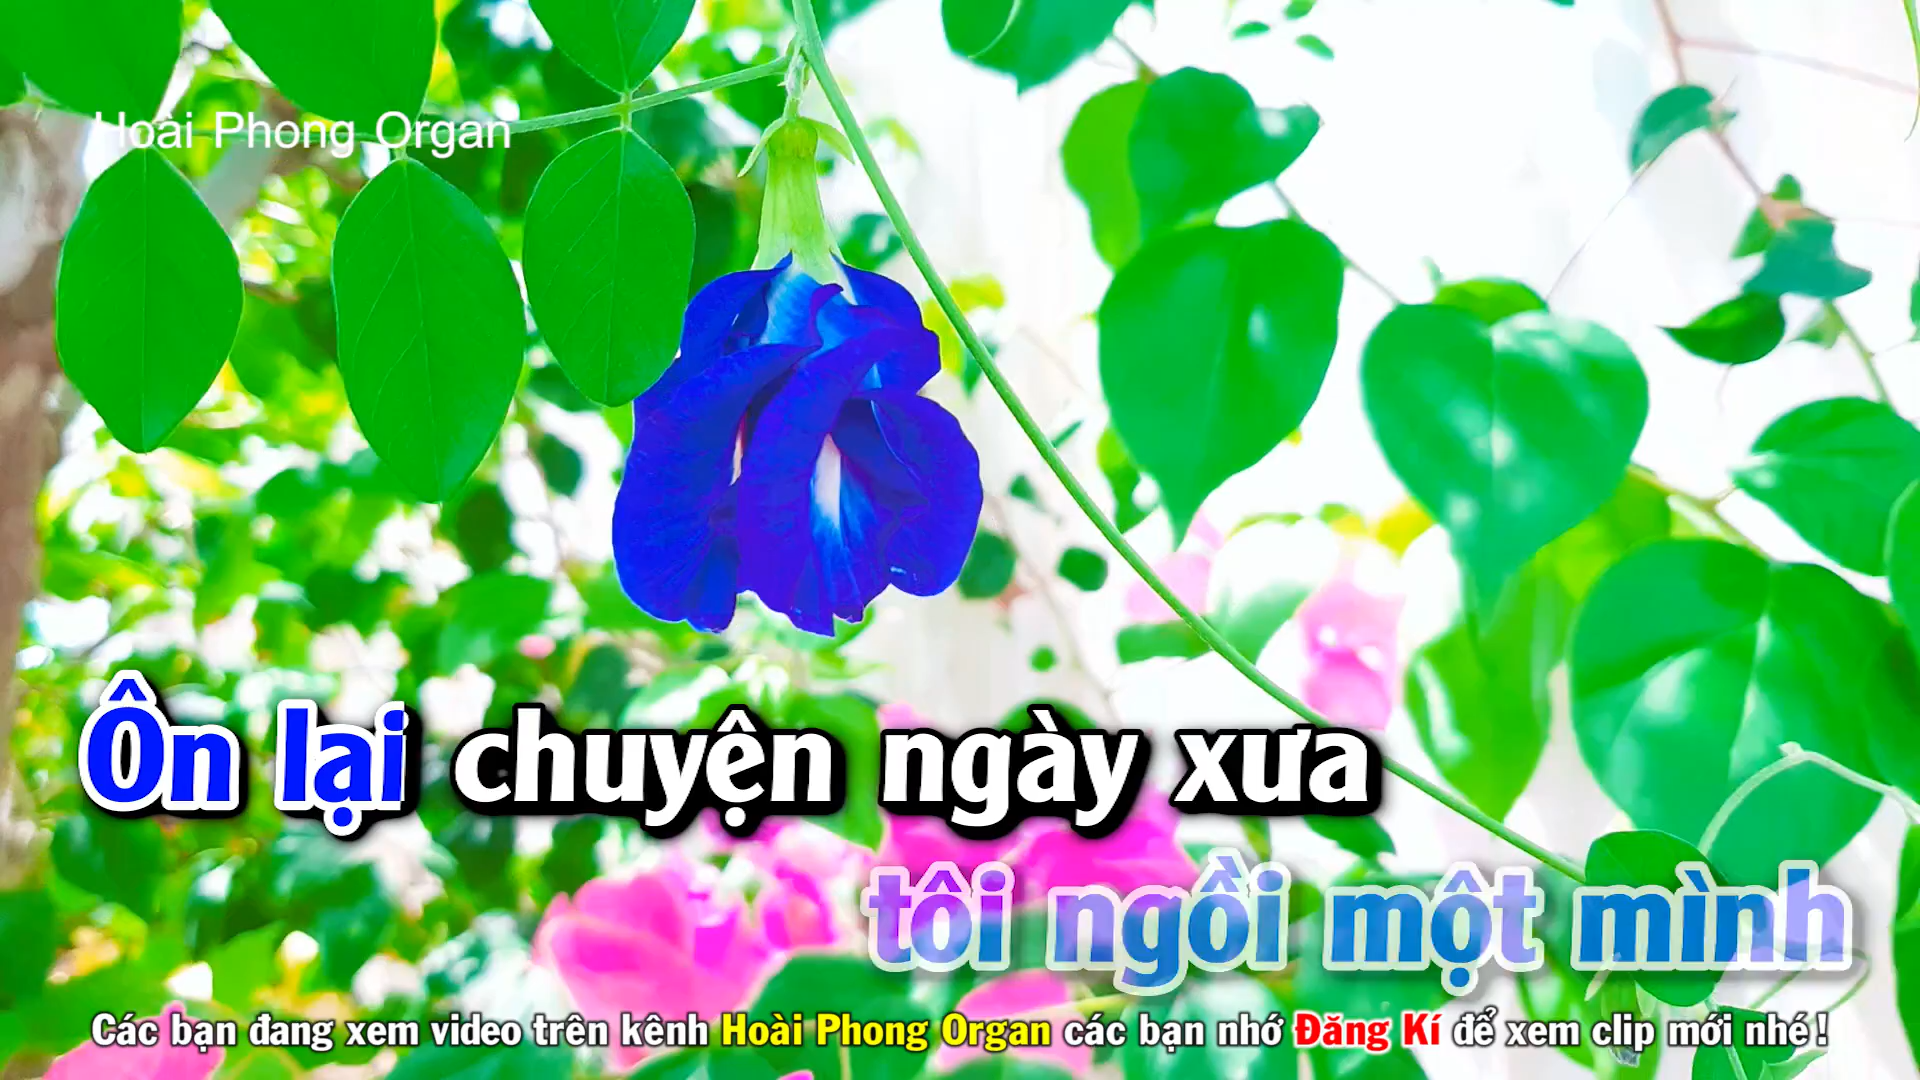 Hoài Phong Organ
Ôn lại chuyện ngày xưa
tôi ngồi một mình
Các bạn đang xem video trên kênh Hoài Phong Organ các bạn nhớ Đăng Kí để xem clip mới nhé!